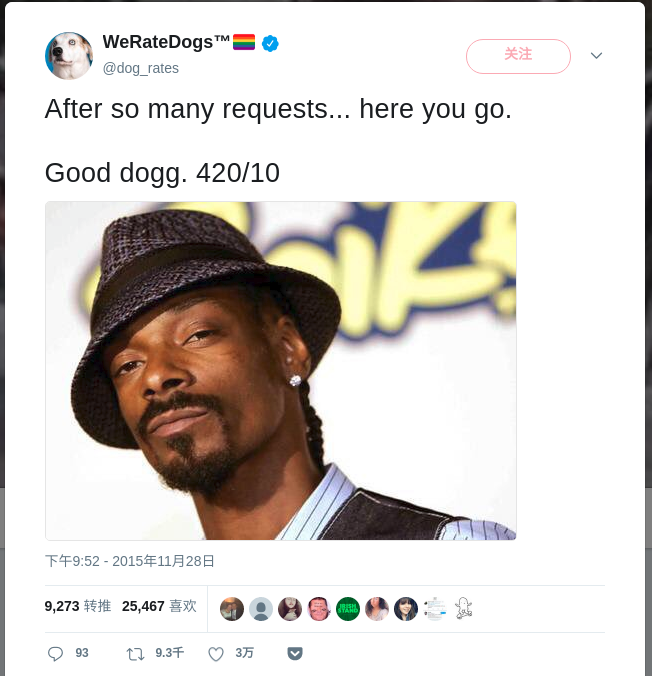 WeRateDogs™🏳️‍🌈
@dog_rates
关注
After so many requests... here you go.
Good dogg. 420/10
下午9:52 - 2015年11月28日
9,273 转推 25,467 喜欢
IRISH
STAND
93 9.3千 3万